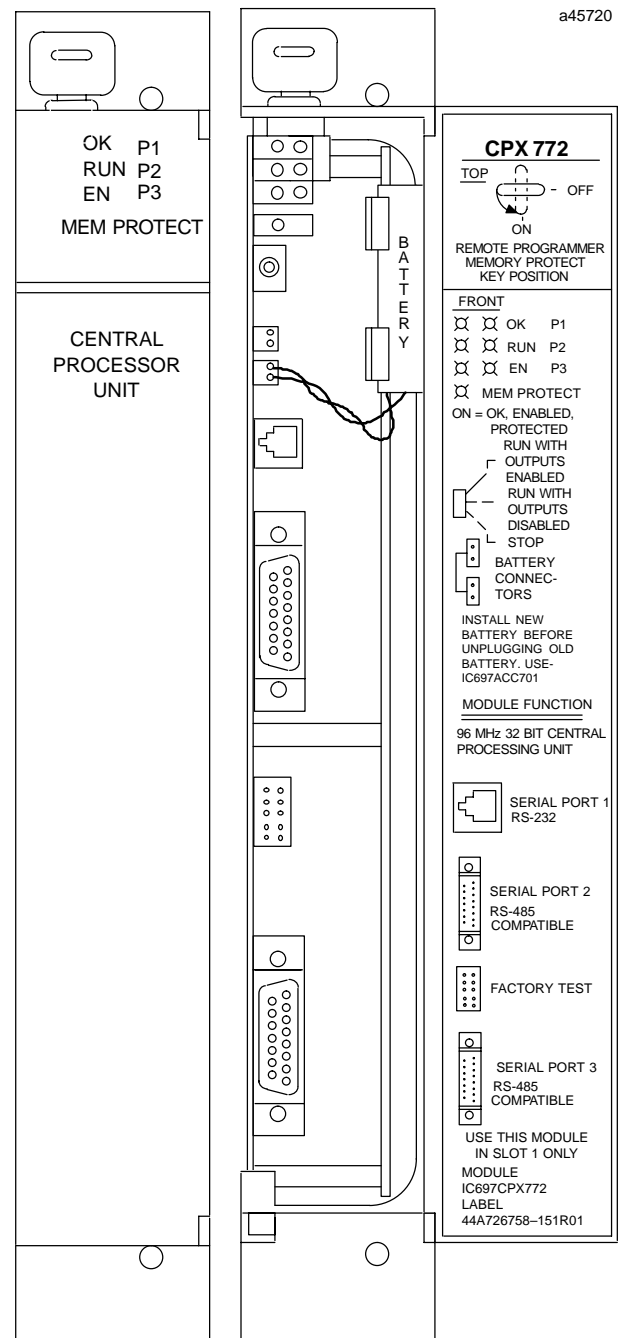 a45720
OK P1
RUN P2
EN P3
MEM PROTECT
CENTRAL
PROCESSOR
UNIT
BATTERY
CPX 772
TOP
OFF
ON
REMOTE PROGRAMMER
MEMORY PROTECT
KEY POSITION
FRONT
OK P1
RUN P2
EN P3
MEM PROTECT
ON = OK, ENABLED,
PROTECTED
RUN WITH
OUTPUTS
ENABLED
RUN WITH
OUTPUTS
DISABLED
STOP
BATTERY
CONNEC-
TORS
INSTALL NEW
BATTERY BEFORE
UNPLUGGING OLD
BATTERY. USE-
IC697ACC701
MODULE FUNCTION
96 MHz 32 BIT CENTRAL
PROCESSING UNIT
SERIAL PORT 1
RS-232
SERIAL PORT 2
RS-485
COMPATIBLE
FACTORY TEST
SERIAL PORT 3
RS-485
COMPATIBLE
USE THIS MODULE
IN SLOT 1 ONLY
MODULE
IC697CPX772
LABEL
44A726758–151R01